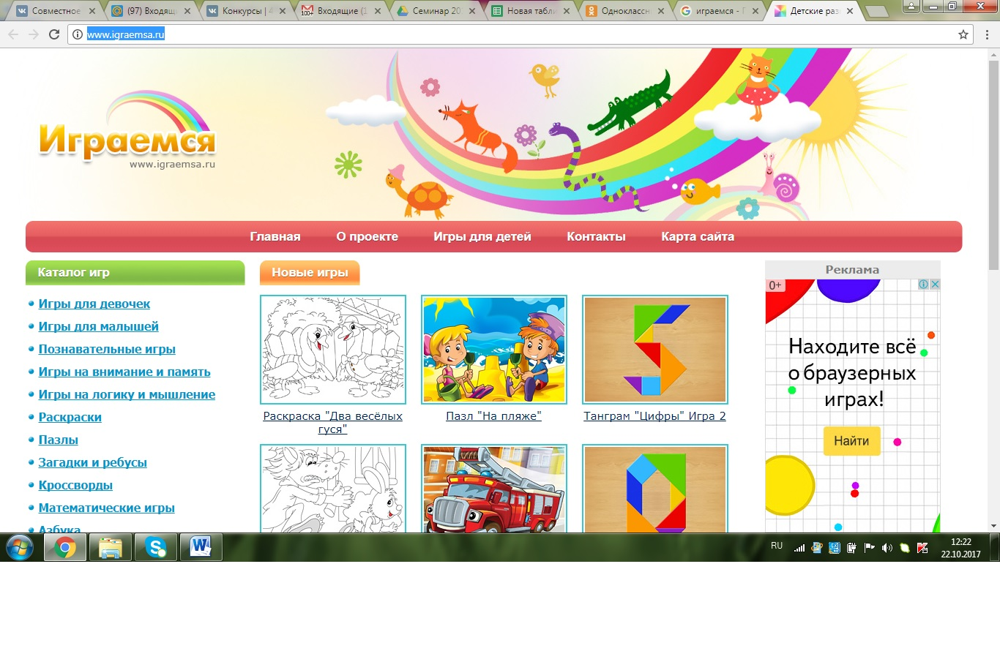 Совместное
(97) Входящи
Конкурсы | 4
Входящие (1
Семинар 20
Новая табли
Одноклассн
играемся - 
Детские раз
www.igraemsa.ru
Играемся
www.igraemsa.ru
Главная О проекте Игры для детей Контакты Карта сайта
Каталог игр
Игры для девочек
Игры для малышей
Познавательные игры
Игры на внимание и память
Игры на логику и мышление
Раскраски
Пазлы
Загадки и ребусы
Кроссворды
Математические игры
Азбука
Новые игры
Раскраска "Два весёлых
гуся"
Пазл "На пляже"
Танграм "Цифры" Игра 2
Реклама
0+
Находите всё
о браузерных
играх!
Найти
RU
12:22
22.10.2017